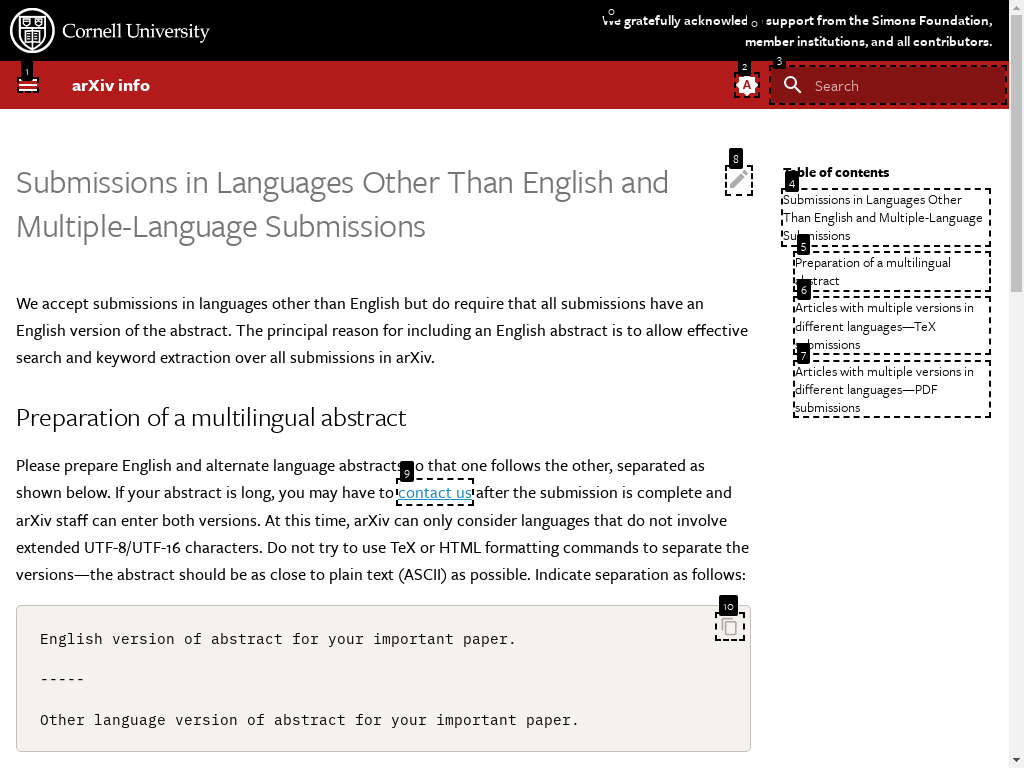 Cornell University
We gratefully acknowled support from the Simons Foundation,
member institutions, and all contributors.
arXiv info
Search
Submissions in Languages Other Than English and
Multiple-Language Submissions
We accept submissions in languages other than English but do require that all submissions have an
English version of the abstract. The principal reason for including an English abstract is to allow effective
search and keyword extraction over all submissions in arXiv.
Preparation of a multilingual abstract
Please prepare English and alternate language abstracts so that one follows the other, separated as
shown below. If your abstract is long, you may have to contact us after the submission is complete and
arXiv staff can enter both versions. At this time, arXiv can only consider languages that do not involve
extended UTF-8/UTF-16 characters. Do not try to use TeX or HTML formatting commands to separate the
versions—the abstract should be as close to plain text (ASCII) as possible. Indicate separation as follows:
English version of abstract for your important paper.
-----
Other language version of abstract for your important paper.
Table of contents
Submissions in Languages Other
Than English and Multiple-Language
Submissions
Preparation of a multilingual
abstract
Articles with multiple versions in
different languages—TeX
submissions
Articles with multiple versions in
different languages—PDF
submissions
0
0
1
2
3
4
5
6
7
8
9
10